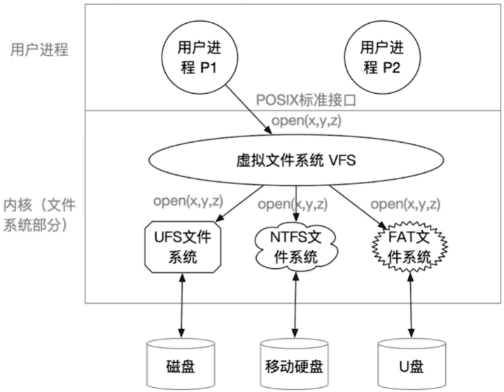 用户进程
用户进
程 P1
用户进
程 P2
POSIX标准接口
open(x,y,z)
虚拟文件系统 VFS
内核（文件
系统部分）
open(x,y,z)
open(x,y,z)
open(x,y,z)
UFS文件
系统
NTFS文
件系统
FAT文
件系统
磁盘
移动硬盘
U盘